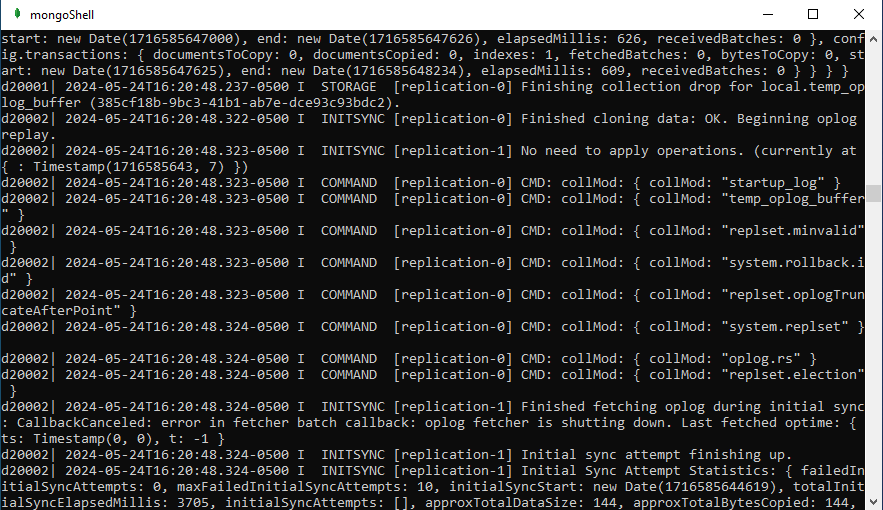 mongoShell
start: new Date(1716585647000), end: new Date(1716585647626), elapsedMillis: 626, receivedBatches: 0 }, conf
ig.transactions: { documentsToCopy: 0, documentsCopied: 0, indexes: 1, fetchedBatches: 0, bytesToCopy: 0, st
art: new Date(1716585647625), end: new Date(1716585648234), elapsedMillis: 609, receivedBatches: 0 } } } }
d20001| 2024-05-24T16:20:48.237-0500 I  STORAGE  [replication-0] Finishing collection drop for local.temp_op
log_buffer (385cf18b-9bc3-41b1-ab7e-dce93c93bdc2).
d20002| 2024-05-24T16:20:48.322-0500 I  INITSYNC [replication-0] Finished cloning data: OK. Beginning oplog
replay.
d20002| 2024-05-24T16:20:48.323-0500 I  INITSYNC [replication-1] No need to apply operations. (currently at
{ : Timestamp(1716585643, 7) })
d20002| 2024-05-24T16:20:48.323-0500 I  COMMAND  [replication-0] CMD: collMod: { collMod: "startup_log" }
d20002| 2024-05-24T16:20:48.323-0500 I  COMMAND  [replication-0] CMD: collMod: { collMod: "temp_oplog_buffer
" }
d20002| 2024-05-24T16:20:48.323-0500 I  COMMAND  [replication-0] CMD: collMod: { collMod: "replset.minvalid"
 }
d20002| 2024-05-24T16:20:48.323-0500 I  COMMAND  [replication-0] CMD: collMod: { collMod: "system.rollback.i
d" }
d20002| 2024-05-24T16:20:48.323-0500 I  COMMAND  [replication-0] CMD: collMod: { collMod: "replset.oplogTrun
cateAfterPoint" }
d20002| 2024-05-24T16:20:48.324-0500 I  COMMAND  [replication-0] CMD: collMod: { collMod: "system.replset" }
d20002| 2024-05-24T16:20:48.324-0500 I  COMMAND  [replication-0] CMD: collMod: { collMod: "oplog.rs" }
d20002| 2024-05-24T16:20:48.324-0500 I  COMMAND  [replication-0] CMD: collMod: { collMod: "replset.election"
 }
d20002| 2024-05-24T16:20:48.324-0500 I  INITSYNC [replication-1] Finished fetching oplog during initial sync
: CallbackCanceled: error in fetcher batch callback: oplog fetcher is shutting down. Last fetched optime: {
ts: Timestamp(0, 0), t: -1 }
d20002| 2024-05-24T16:20:48.324-0500 I  INITSYNC [replication-1] Initial sync attempt finishing up.
d20002| 2024-05-24T16:20:48.324-0500 I  INITSYNC [replication-1] Initial Sync Attempt Statistics: { failedIn
itialSyncAttempts: 0, maxFailedInitialSyncAttempts: 10, initialSyncStart: new Date(1716585644619), totalInit
ialSyncElapsedMillis: 3705, initialSyncAttempts: [], approxTotalDataSize: 144, approxTotalBytesCopied: 144,